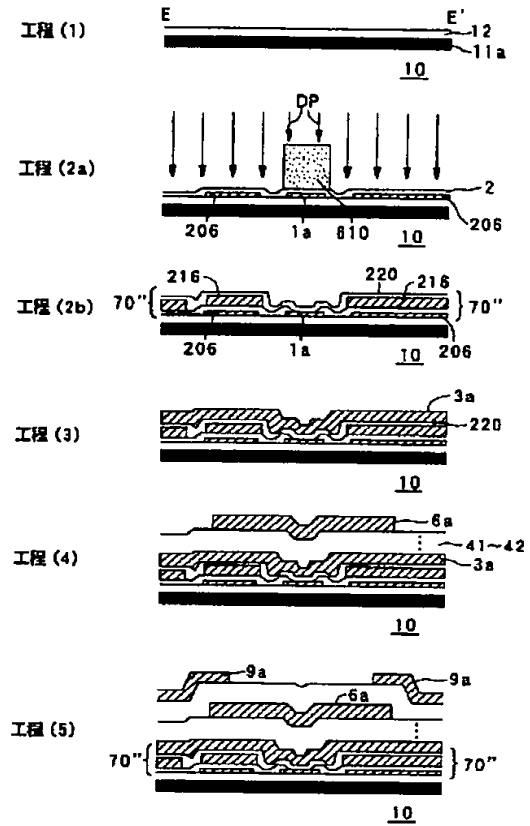 E E'
工程(1) 12
11a
10
DP
工程(2a) 2
206 1a 810 206
10
216 220 216
工程(2b) 70" 70"
206 1a 10 206
3a
工程(3) 220
10
6a
工程(4) 41~42
3a
10
9a 9a
6a
工程(5)
70" 70"
10